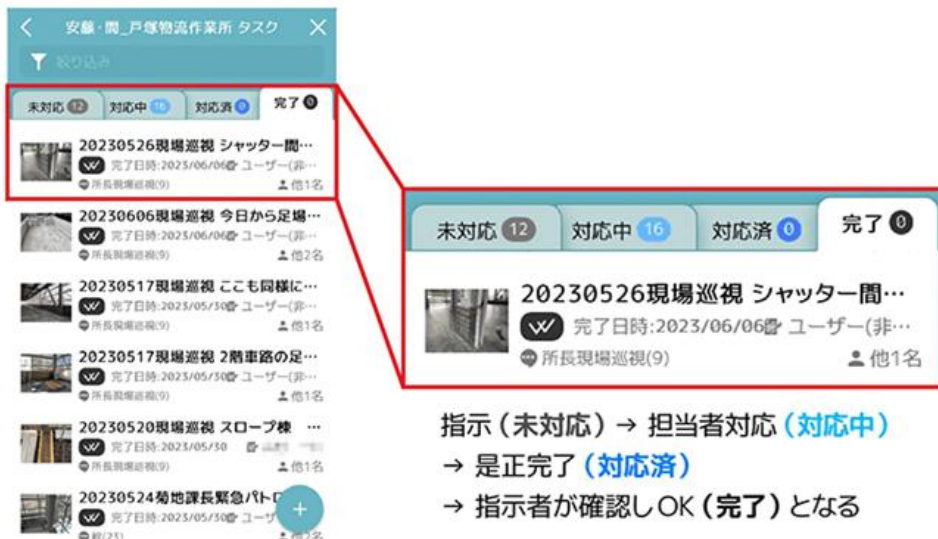 安藤・間_戸塚物流作業所 タスク
絞り込み
未対応 12 対応中 16 対応済 0 完了 0
20230526現場巡視 シャッター間…
完了日時:2023/06/06 ユーザー(非…
所長現場巡視(9) 他1名
20230606現場巡視 今日から足場…
完了日時:2023/06/06 ユーザー(非…
所長現場巡視(9) 他2名
20230517現場巡視 ここも同様に…
完了日時:2023/05/30 ユーザー(非…
所長現場巡視(9) 他1名
20230517現場巡視 2階車路の足…
完了日時:2023/05/30 ユーザー(非…
所長現場巡視(9) 他1名
20230520現場巡視 スロープ棟 …
完了日時:2023/05/30
所長現場巡視(9) 他1名
20230524菊地課長緊急パトロ
完了日時:2023/05/30 ユーザ
(23) 他2名
未対応 12 対応中 16 対応済 0 完了 0
20230526現場巡視 シャッター間…
完了日時:2023/06/06 ユーザー(非…
所長現場巡視(9) 他1名
指示(未対応)→ 担当者対応(対応中)
→ 是正完了(対応済)
→ 指示者が確認しOK(完了)となる